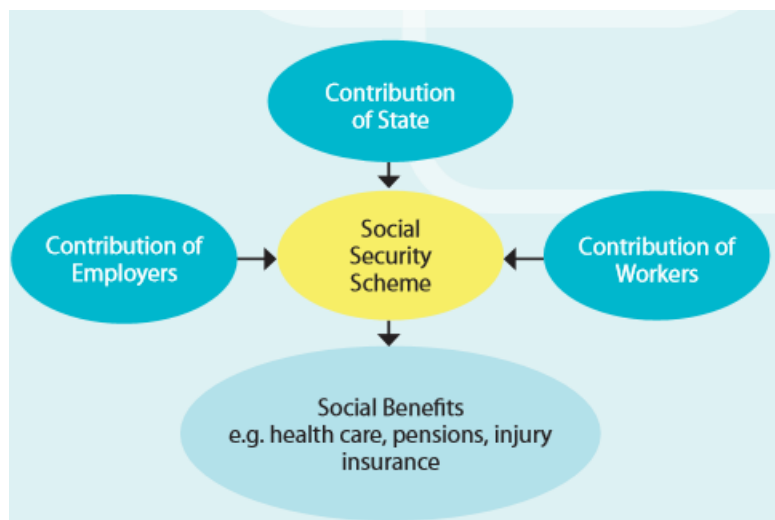 Contribution
of State
Contribution of
Employers
Social
Security
Scheme
Contribution of
Workers
Social Benefits
e.g. health care, pensions, injury
insurance